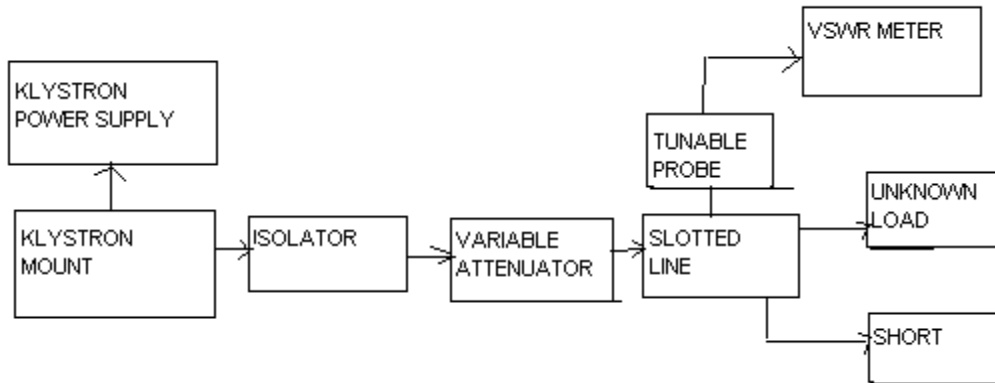 VSWR METER
KLYSTRON
POWER SUPPLY
TUNABLE
PROBE
UNKNOWN
LOAD
KLYSTRON
MOUNT
ISOLATOR
VARIABLE
ATTENUATOR
SLOTTED
LINE
SHORT